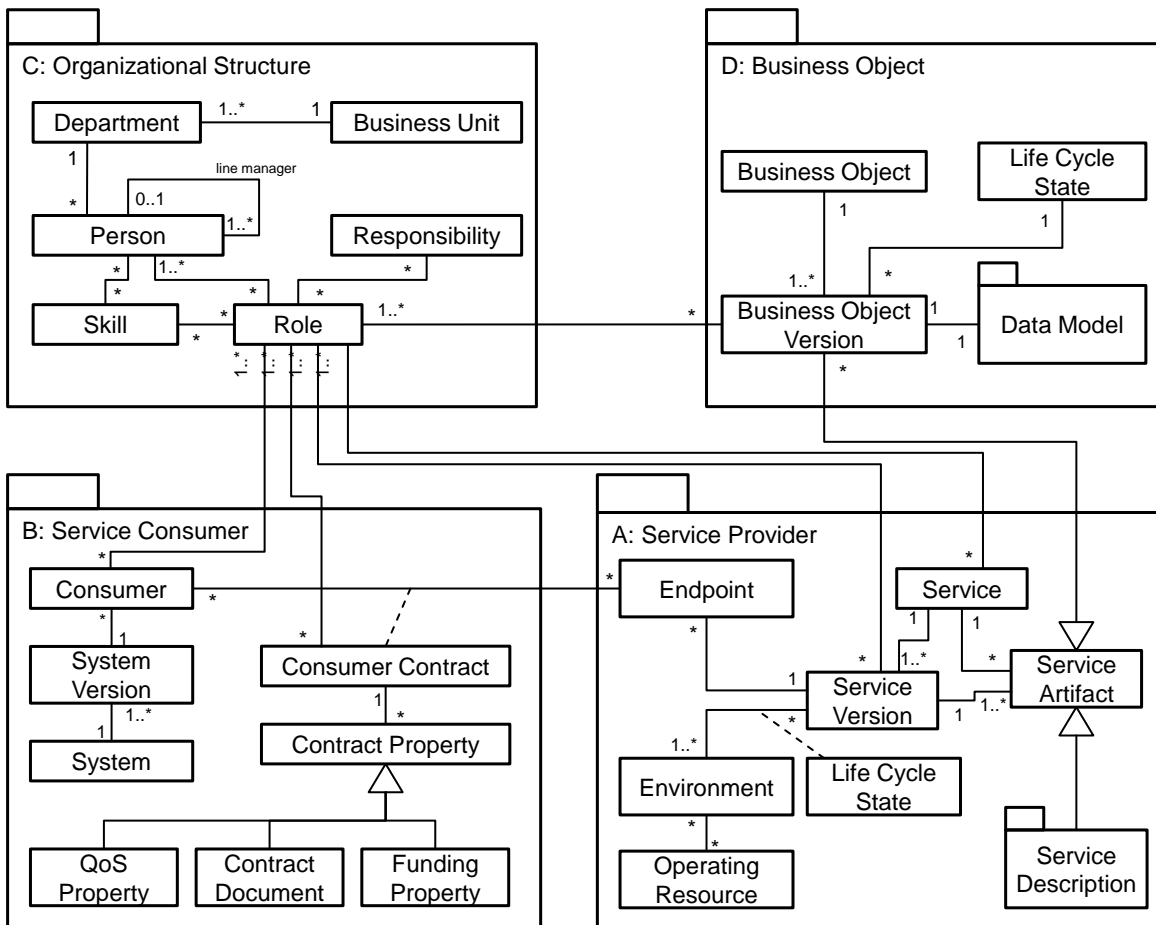 C: Organizational Structure
Department
1..*
1
Business Unit
1
line manager
0..1
*
1..*
Person
Responsibility
*
1..*
*
*
*
*
Skill
*
*
Role
1..*
*
1..*
1..*
1..*
1..*
D: Business Object
Business Object
Life Cycle
State
1
1
1..*
*
Business Object
Version
1
1
Data Model
*
B: Service Consumer
*
Consumer
*
*
1
System
Version
1..*
1
System
*
Consumer Contract
1
*
Contract Property
QoS
Property
Contract
Document
Funding
Property
A: Service Provider
*
Endpoint
*
*
Service
1
1
*
1..*
*
1
Service
Version
1
1..*
Service
Artifact
*
1..*
Environment
Life Cycle
State
*
*
Operating
Resource
Service
Description